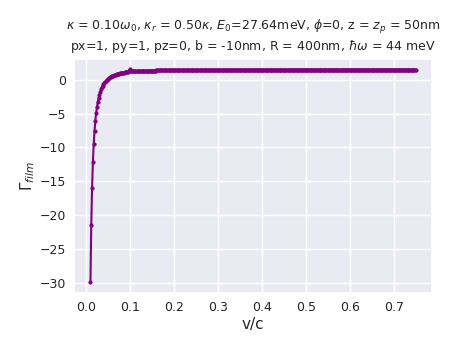 κ = 0.10ω₀, κᵣ = 0.50κ, E₀=27.64meV, ϕ=0, z = zₚ = 50nm
px=1, py=1, pz=0, b = -10nm, R = 400nm, ℏω = 44 meV
0
−5
−10
−15
−20
−25
−30
Γ_film
0.0 0.1 0.2 0.3 0.4 0.5 0.6 0.7
v/c